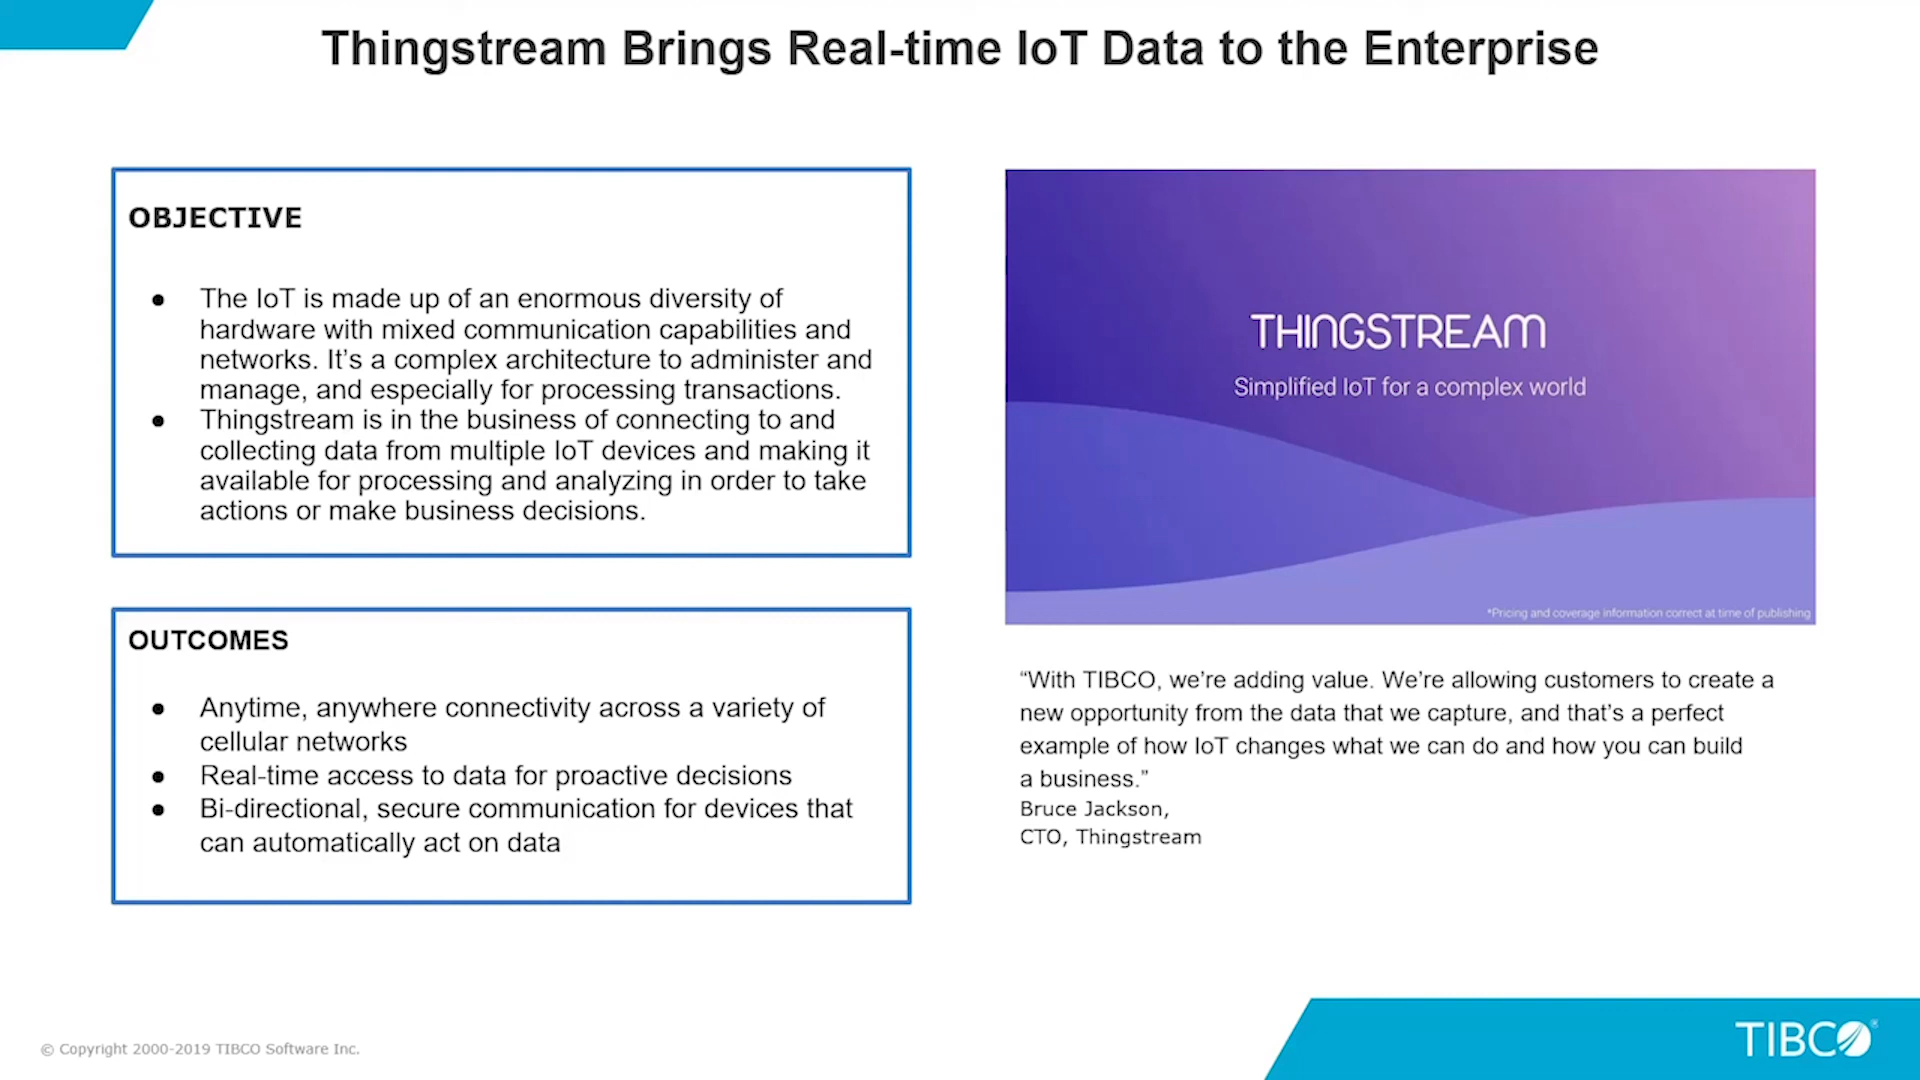 Thingstream Brings Real-time IoT Data to the Enterprise
OBJECTIVE
● The IoT is made up of an enormous diversity of
hardware with mixed communication capabilities and
networks. It’s a complex architecture to administer and
manage, and especially for processing transactions.
● Thingstream is in the business of connecting to and
collecting data from multiple IoT devices and making it
available for processing and analyzing in order to take
actions or make business decisions.
OUTCOMES
● Anytime, anywhere connectivity across a variety of
cellular networks
● Real-time access to data for proactive decisions
● Bi-directional, secure communication for devices that
can automatically act on data
THINGSTREAM
Simplified IoT for a complex world
*Pricing and coverage information correct at time of publishing
“With TIBCO, we’re adding value. We’re allowing customers to create a
new opportunity from the data that we capture, and that’s a perfect
example of how IoT changes what we can do and how you can build
a business.”
Bruce Jackson,
CTO, Thingstream
© Copyright 2000-2019 TIBCO Software Inc.
TIBCO®